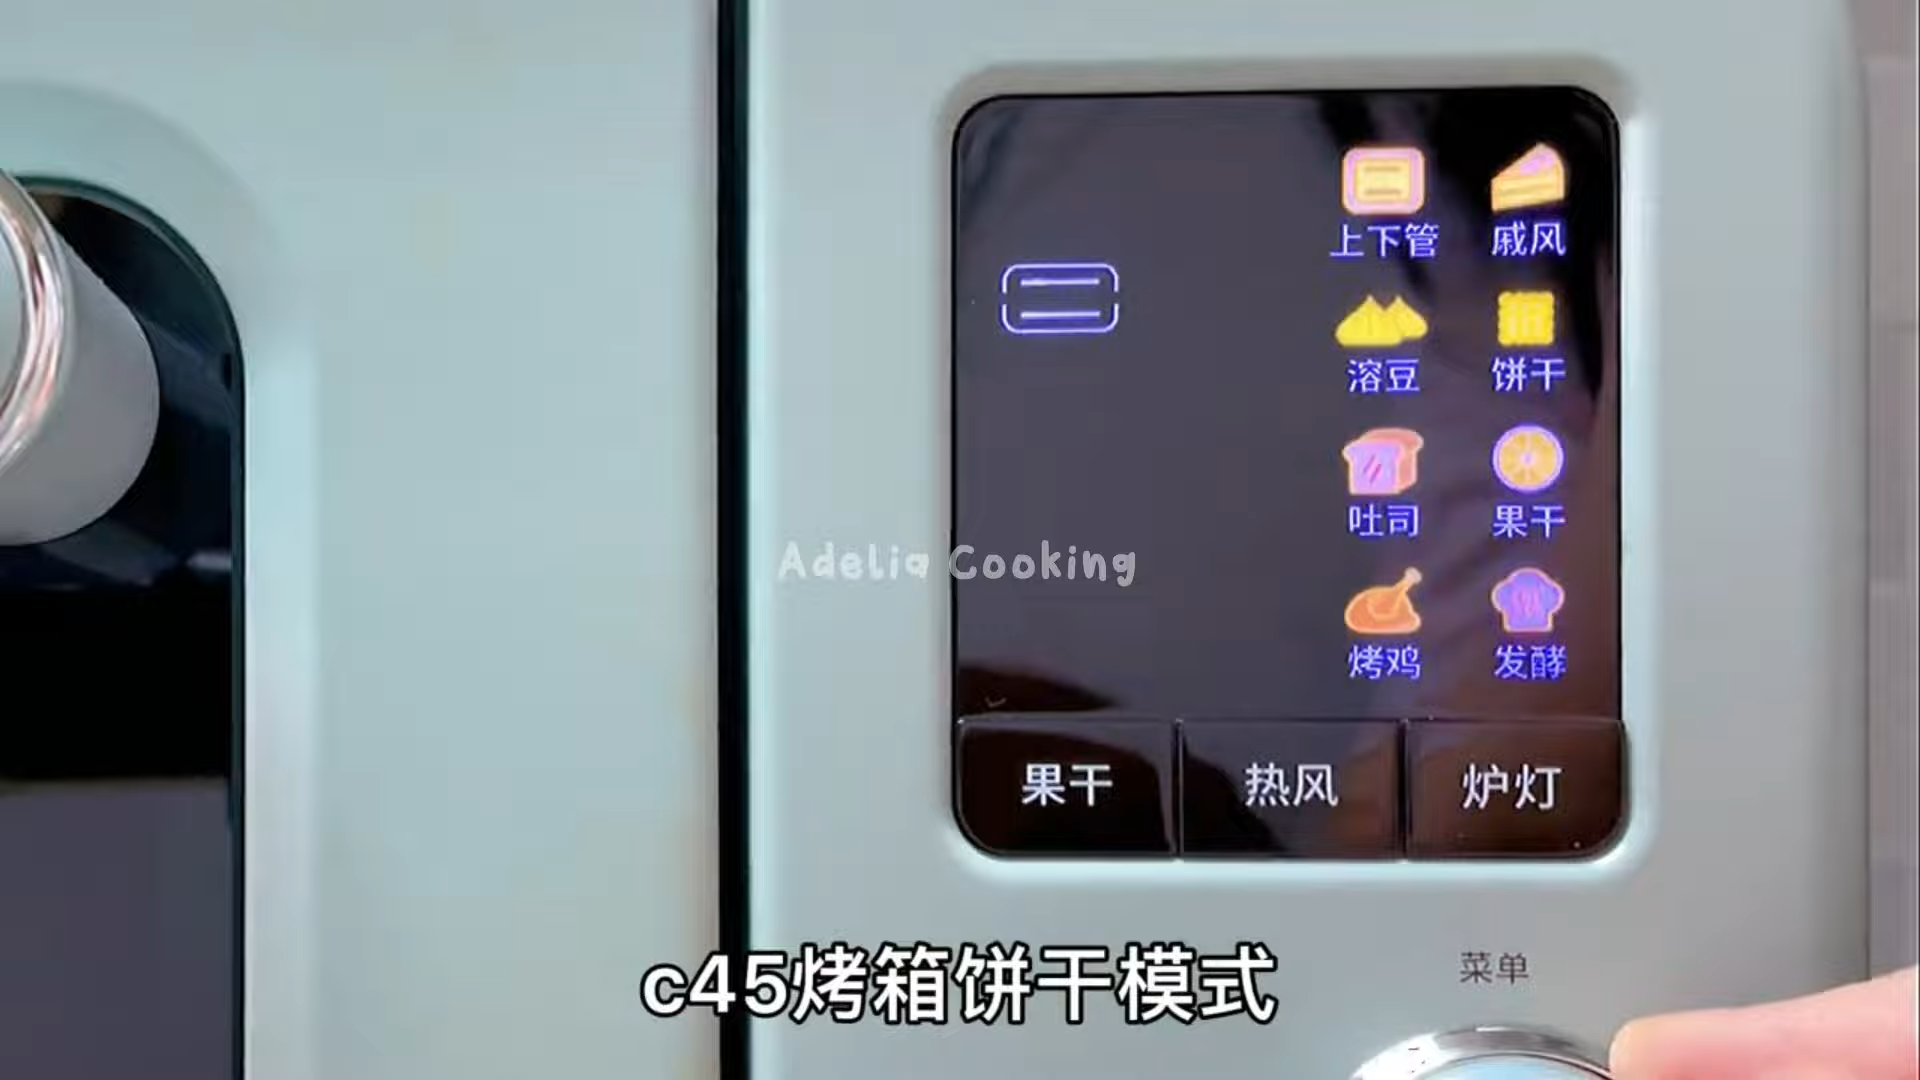 上下管 戚风
溶豆 饼干
吐司 果干
烤鸡 发酵
Adelia Cooking
果干 热风 炉灯
菜单
c45烤箱饼干模式